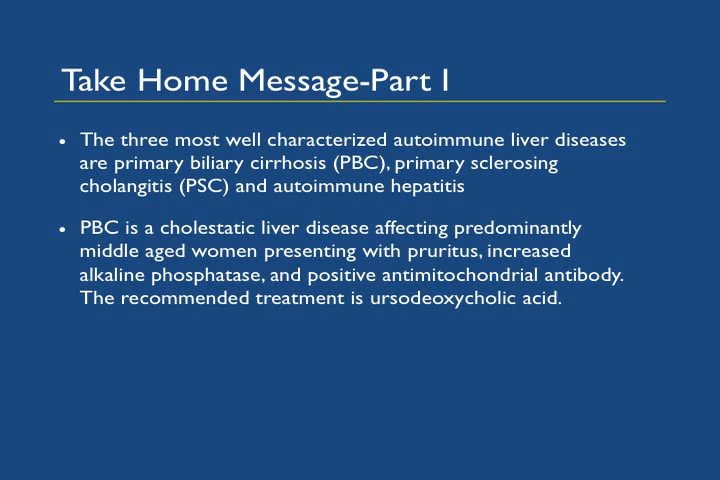 Take Home Message-Part I
• The three most well characterized autoimmune liver diseases
are primary biliary cirrhosis (PBC), primary sclerosing
cholangitis (PSC) and autoimmune hepatitis
• PBC is a cholestatic liver disease affecting predominantly
middle aged women presenting with pruritus, increased
alkaline phosphatase, and positive antimitochondrial antibody.
The recommended treatment is ursodeoxycholic acid.